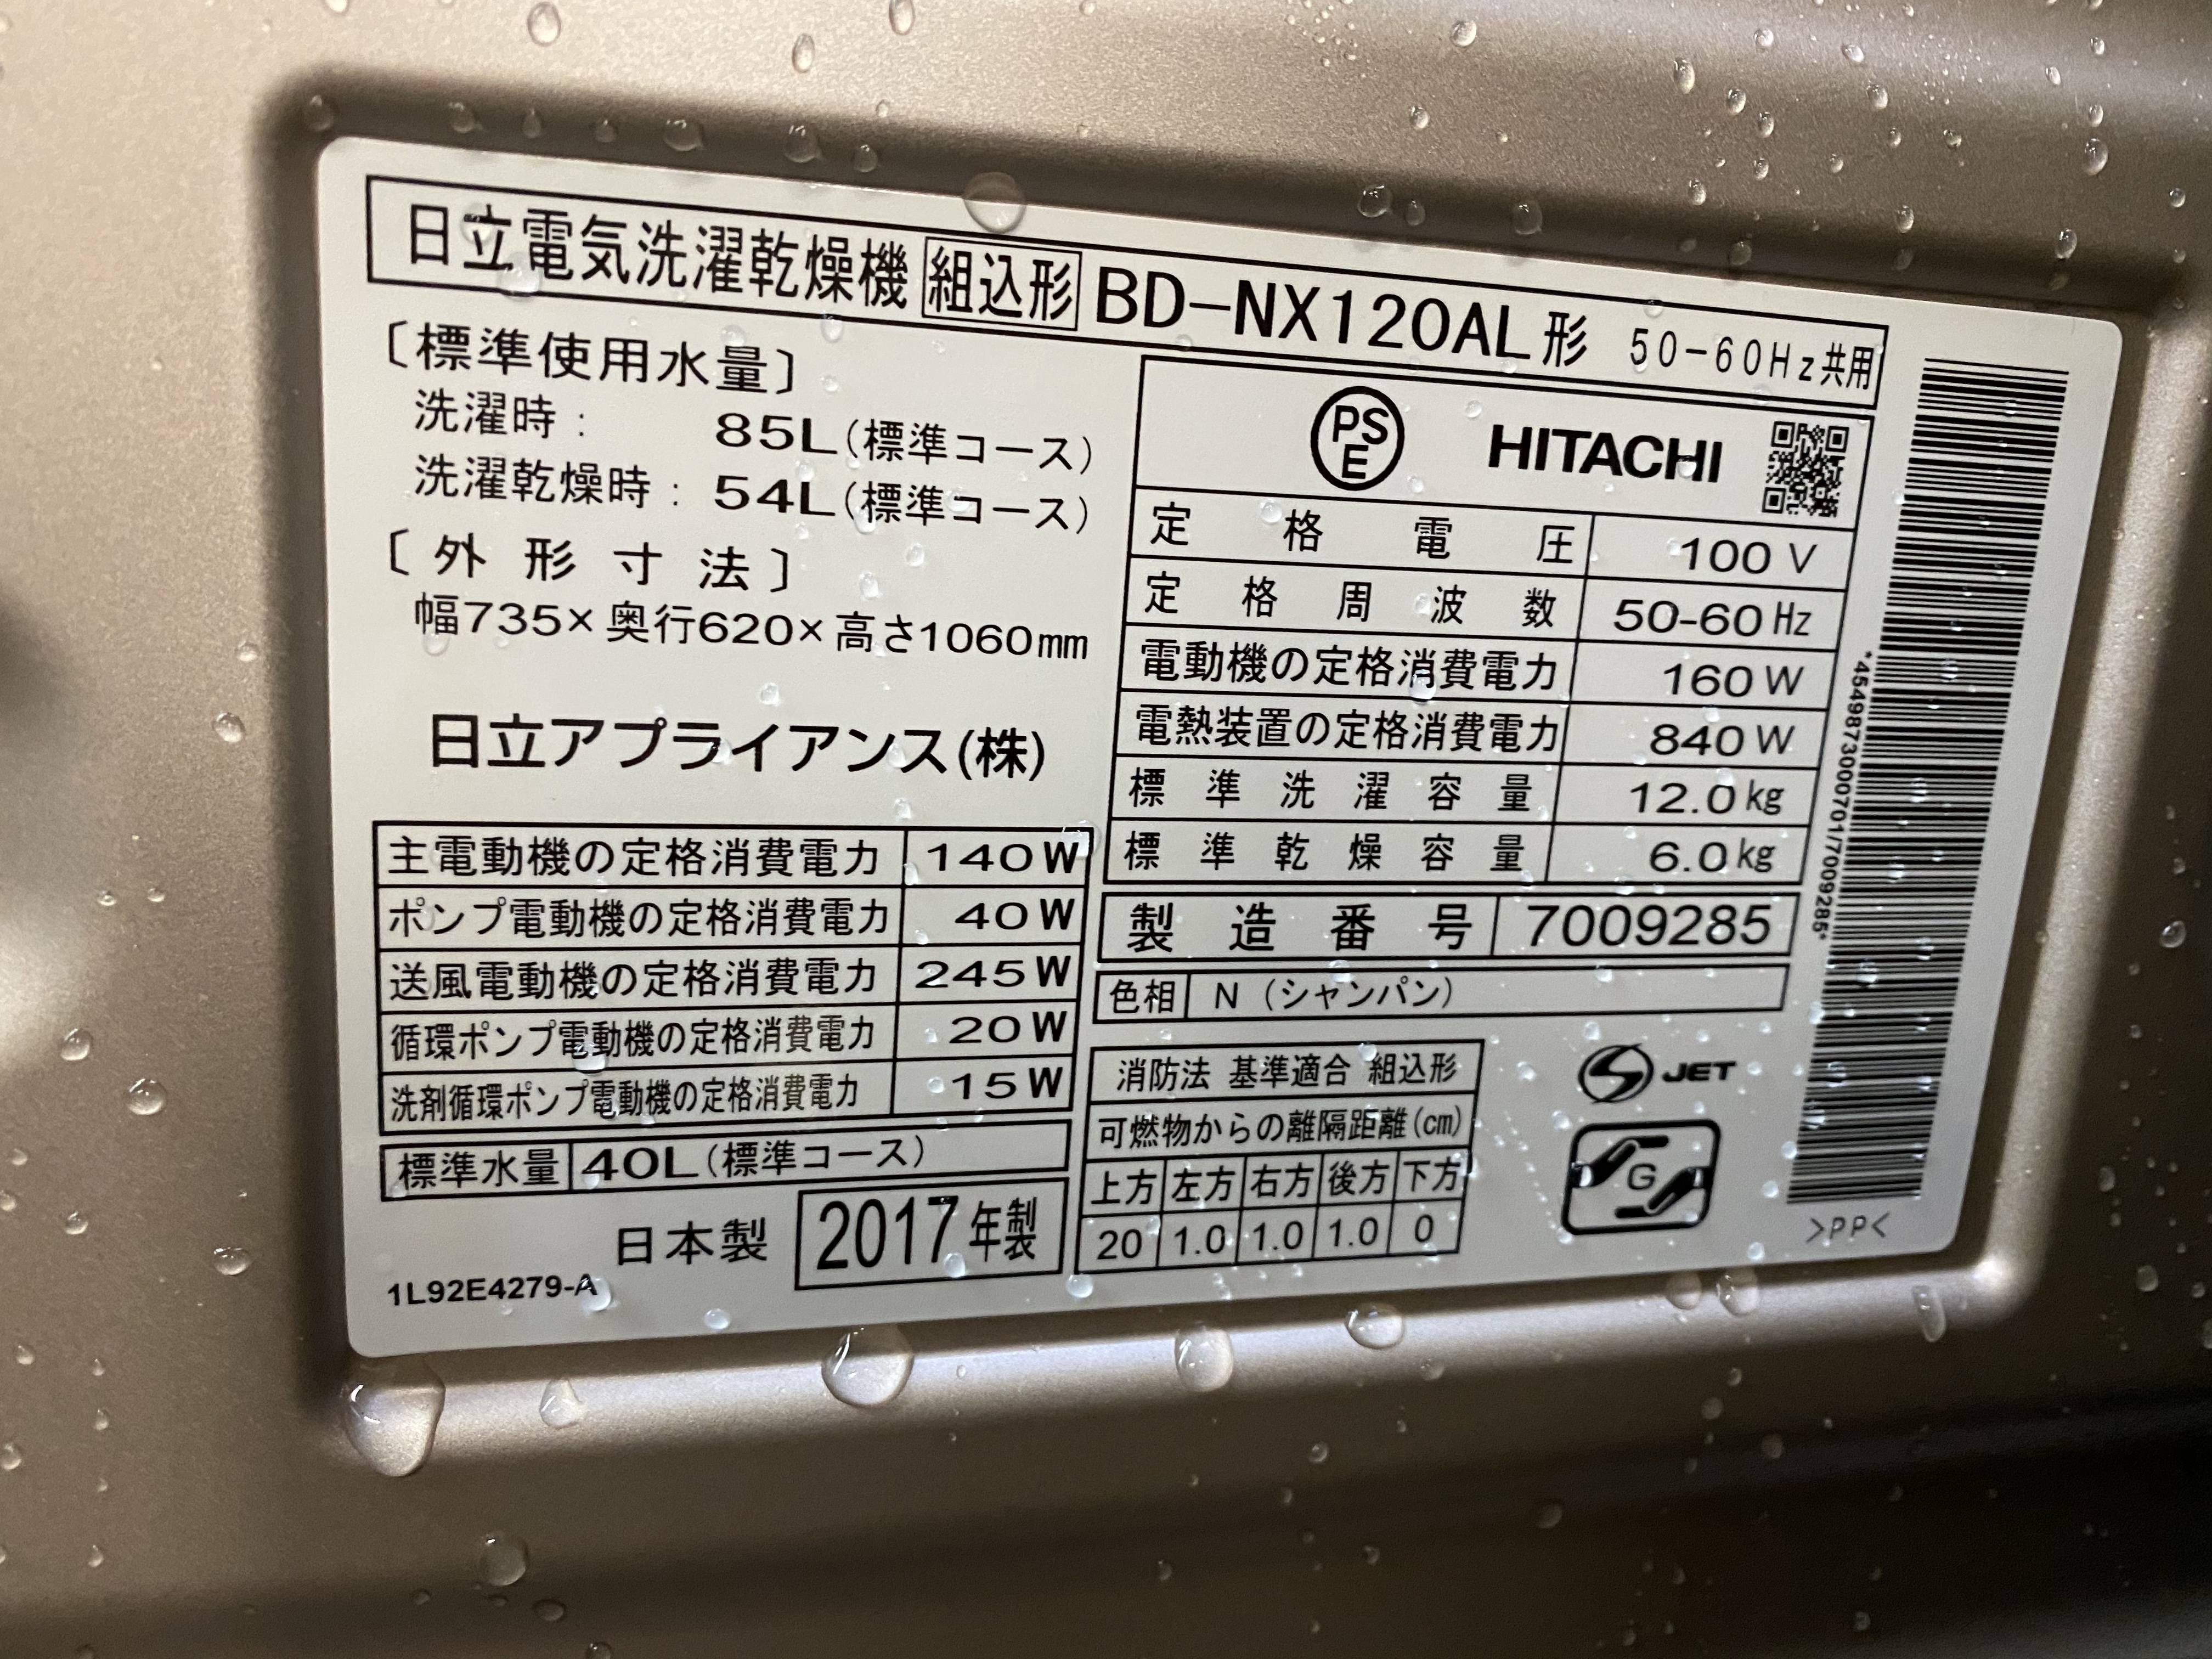 日立電気洗濯乾燥機 組込形 BD-NX120AL形 50-60Hz共用
〔標準使用水量〕
洗濯時: 85L(標準コース)
洗濯乾燥時: 54L(標準コース)
〔外形寸法〕
幅735×奥行620×高さ1060mm
日立アプライアンス(株)
主電動機の定格消費電力 140W
ポンプ電動機の定格消費電力 40W
送風電動機の定格消費電力 245W
循環ポンプ電動機の定格消費電力 20W
洗剤循環ポンプ電動機の定格消費電力 15W
標準水量 40L(標準コース)
日本製 2017年製
1L92E4279-A
PSE HITACHI
定格電圧 100V
定格周波数 50-60Hz
電動機の定格消費電力 160W
電熱装置の定格消費電力 840W
標準洗濯容量 12.0kg
標準乾燥容量 6.0kg
製造番号 7009285
色相 N(シャンパン)
消防法 基準適合 組込形
可燃物からの離隔距離(cm)
上方 左方 右方 後方 下方
20 1.0 1.0 1.0 0
S JET
G
*4549873000701/7009285*
>PP<